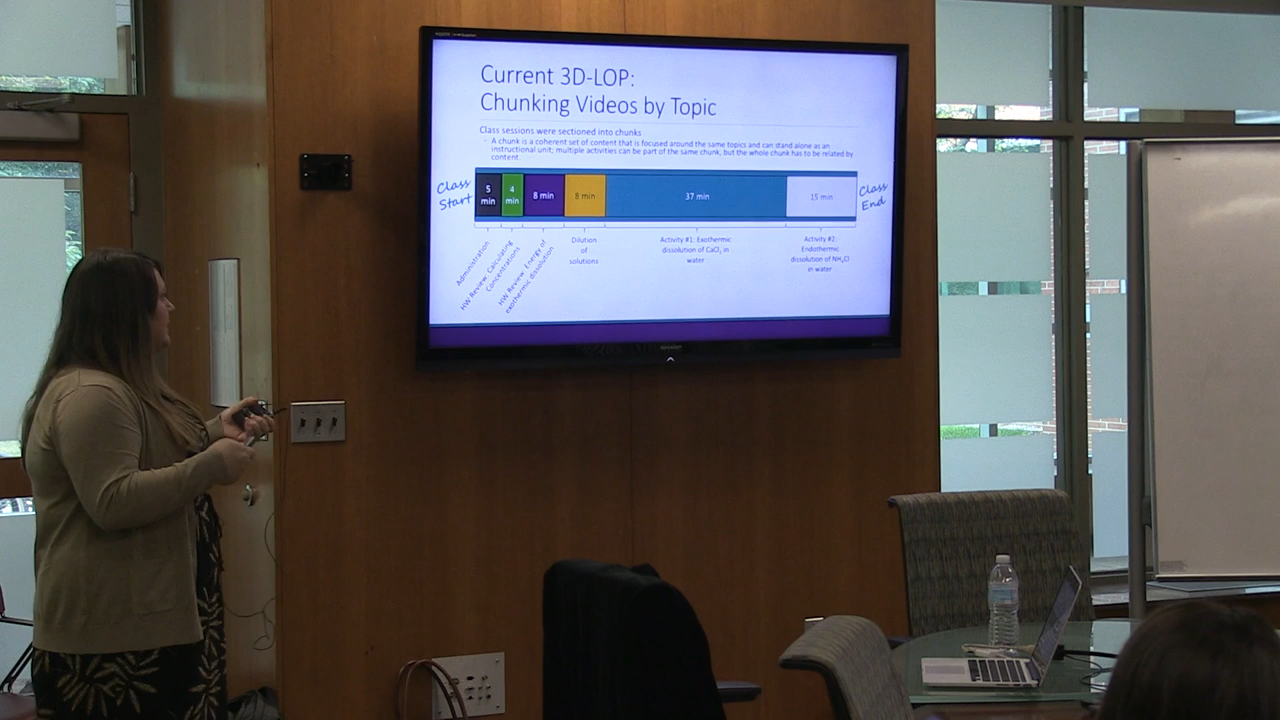 Current 3D-LOP:
Chunking Videos by Topic
Class sessions were sectioned into chunks
A chunk is a coherent set of content that is focused around the same topics and can stand alone as an
instructional unit; multiple activities can be part of the same chunk, but the whole chunk has to be related by
content.
Class
Start
5
min
4
min
8 min
8 min
37 min
15 min
Class
End
Administration
HW Review: Calculating
Concentrations
HW Review: Energy of
exothermic dissolution
Dilution
of
solutions
Activity #1: Exothermic
dissolution of CaCl₂ in
water
Activity #2:
Endothermic
dissolution of NH₄Cl
in water
SHARP